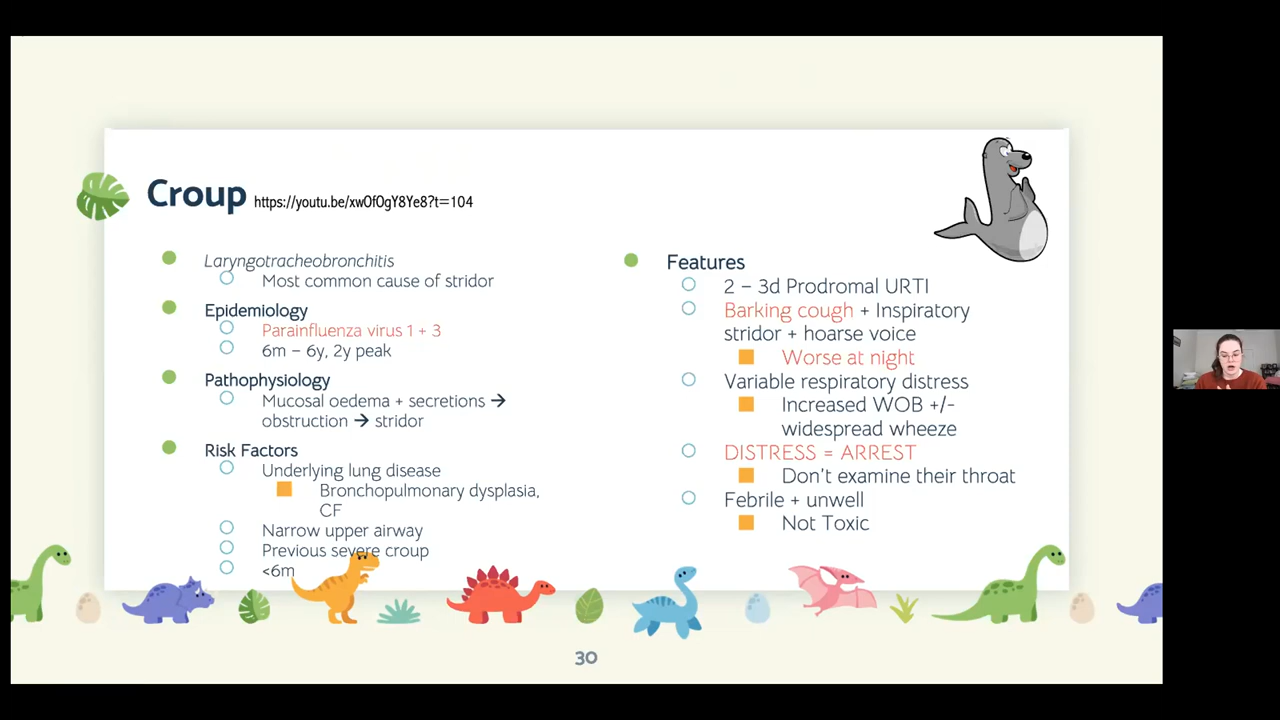 Croup https://youtu.be/xwOfOgY8Ye8?t=104
Laryngotracheobronchitis
Most common cause of stridor
Epidemiology
Parainfluenza virus 1 + 3
6m – 6y, 2y peak
Pathophysiology
Mucosal oedema + secretions →
obstruction → stridor
Risk Factors
Underlying lung disease
Bronchopulmonary dysplasia,
CF
Narrow upper airway
Previous severe croup
<6m
Features
2 – 3d Prodromal URTI
Barking cough + Inspiratory
stridor + hoarse voice
Worse at night
Variable respiratory distress
Increased WOB +/-
widespread wheeze
DISTRESS = ARREST
Don't examine their throat
Febrile + unwell
Not Toxic
30